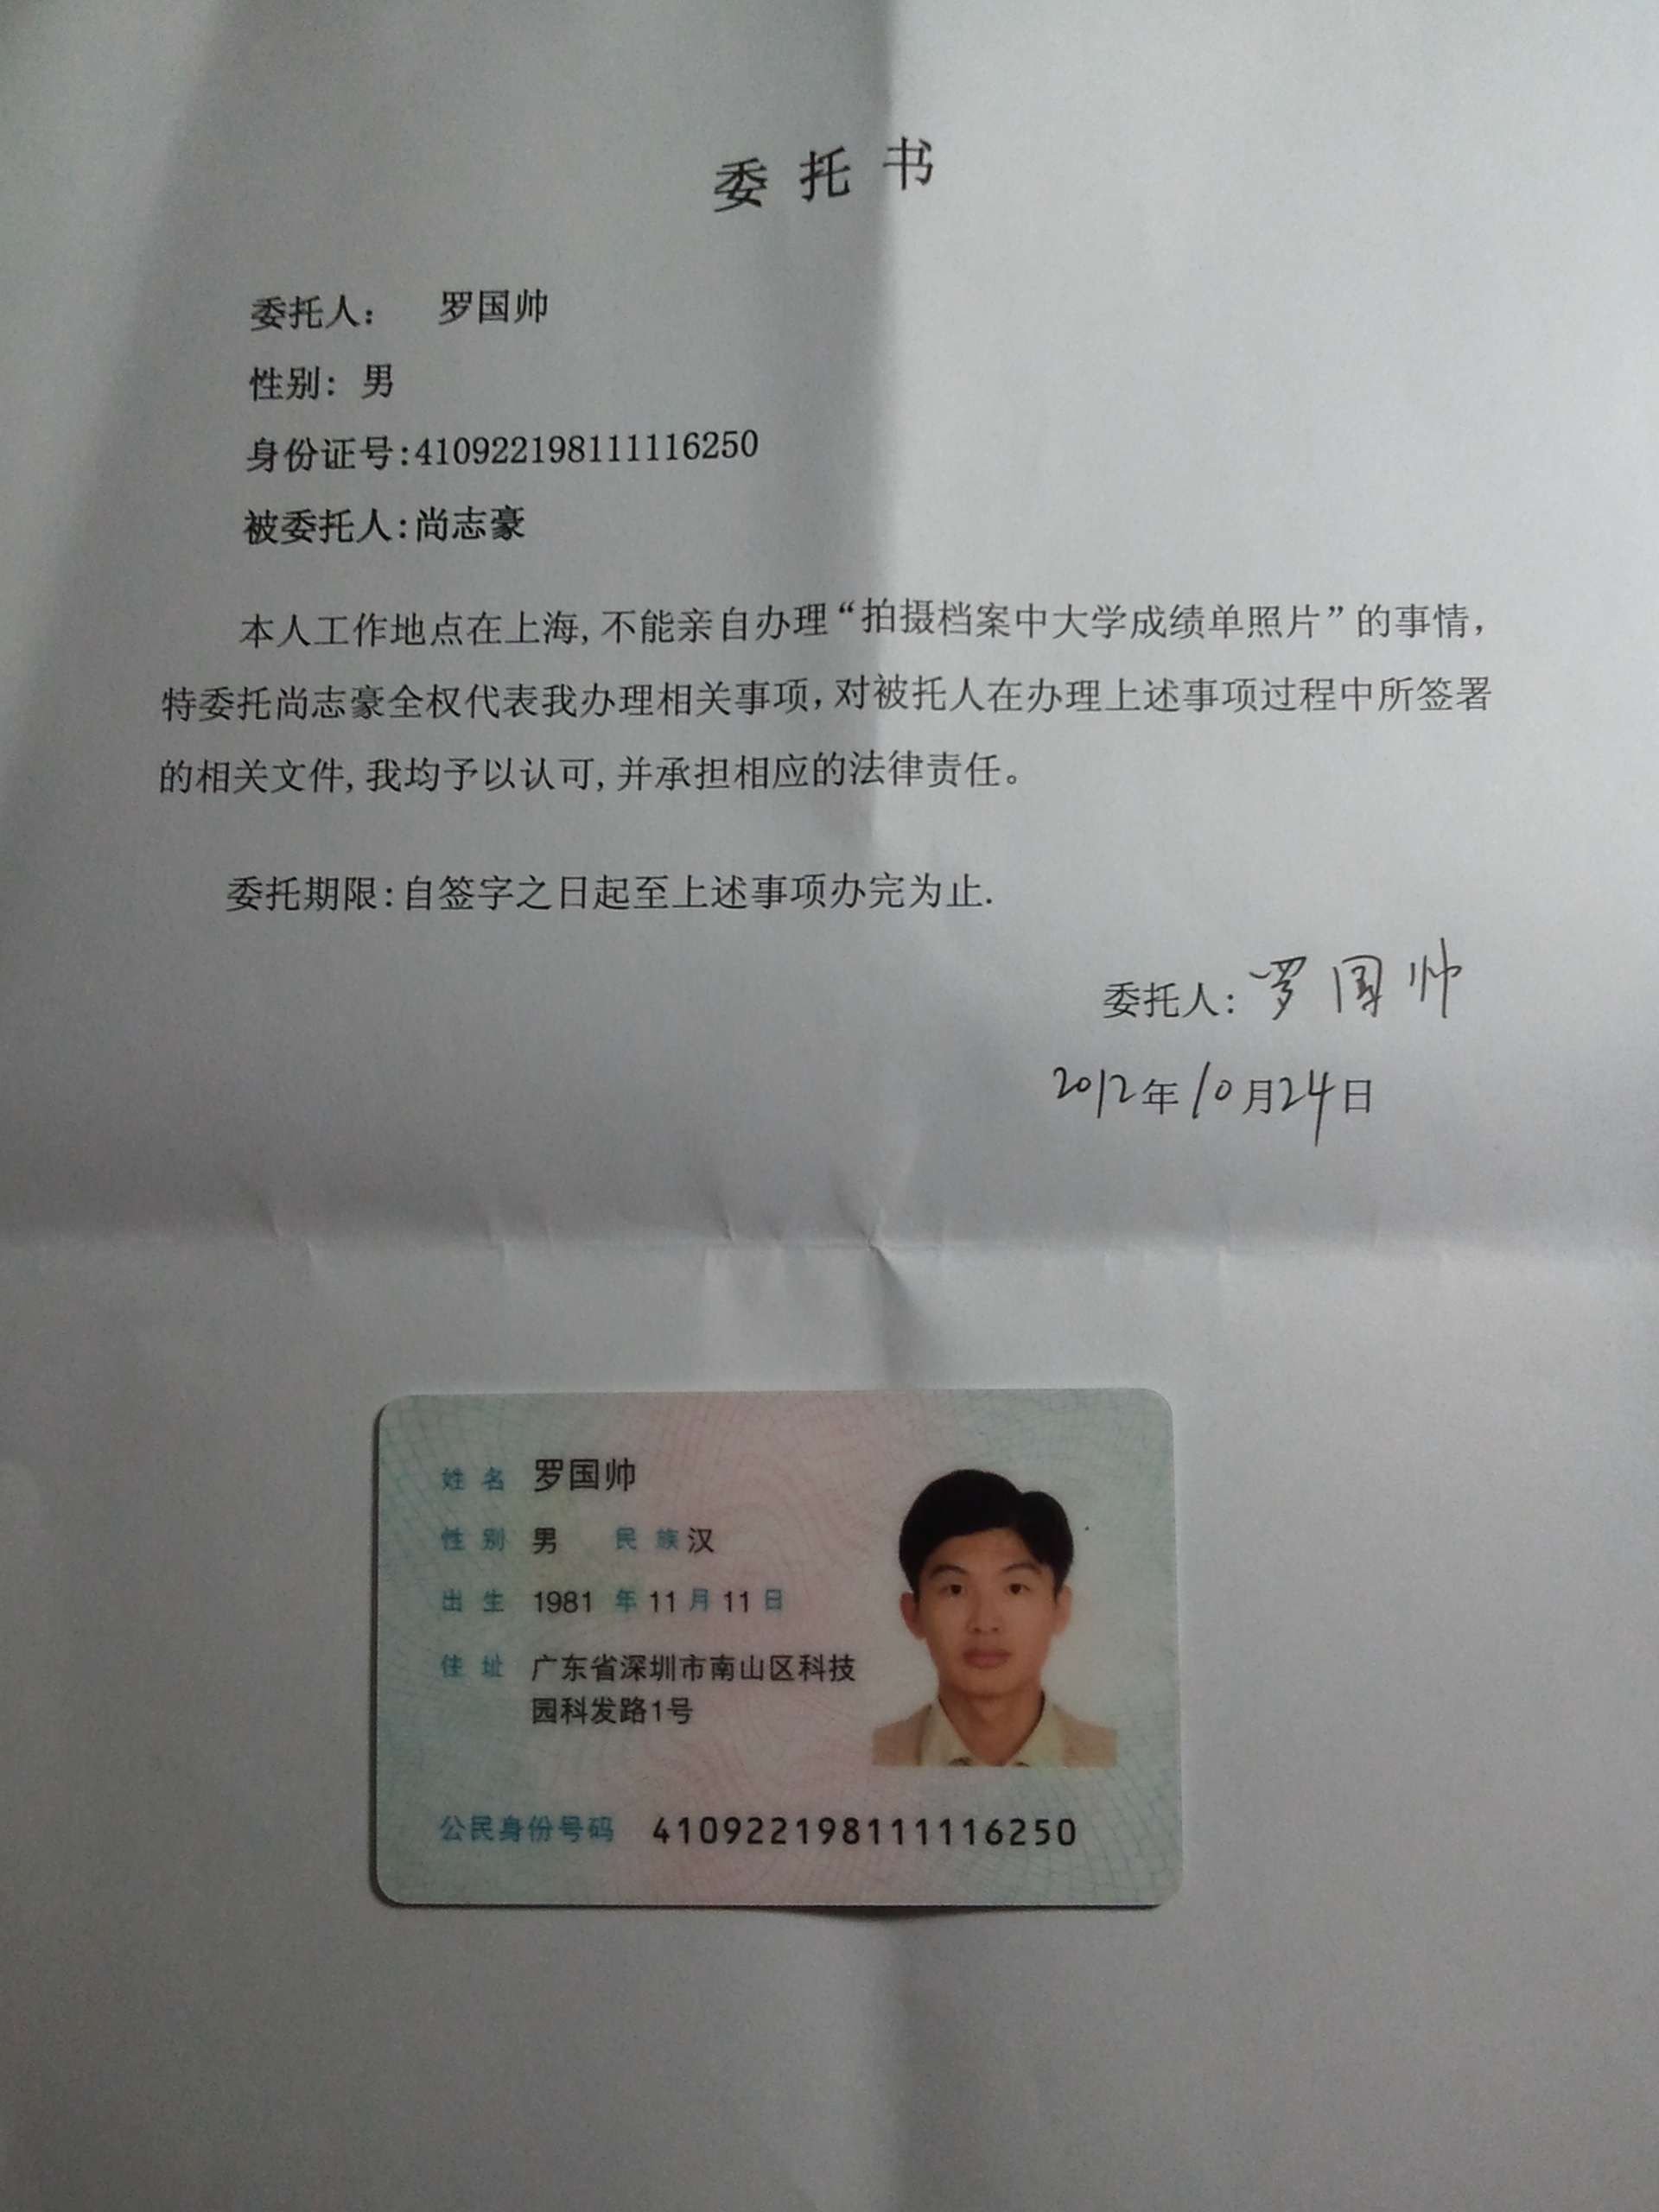 委托书
委托人： 罗国帅
性别: 男
身份证号:410922198111116250
被委托人:尚志豪
本人工作地点在上海,不能亲自办理“拍摄档案中大学成绩单照片”的事情，
特委托尚志豪全权代表我办理相关事项,对被托人在办理上述事项过程中所签署
的相关文件,我均予以认可,并承担相应的法律责任。
委托期限:自签字之日起至上述事项办完为止.
委托人:罗国帅
2012年10月24日
姓名 罗国帅
性别 男 民族 汉
出生 1981年11月11日
住址 广东省深圳市南山区科技
园科发路1号
公民身份号码 410922198111116250